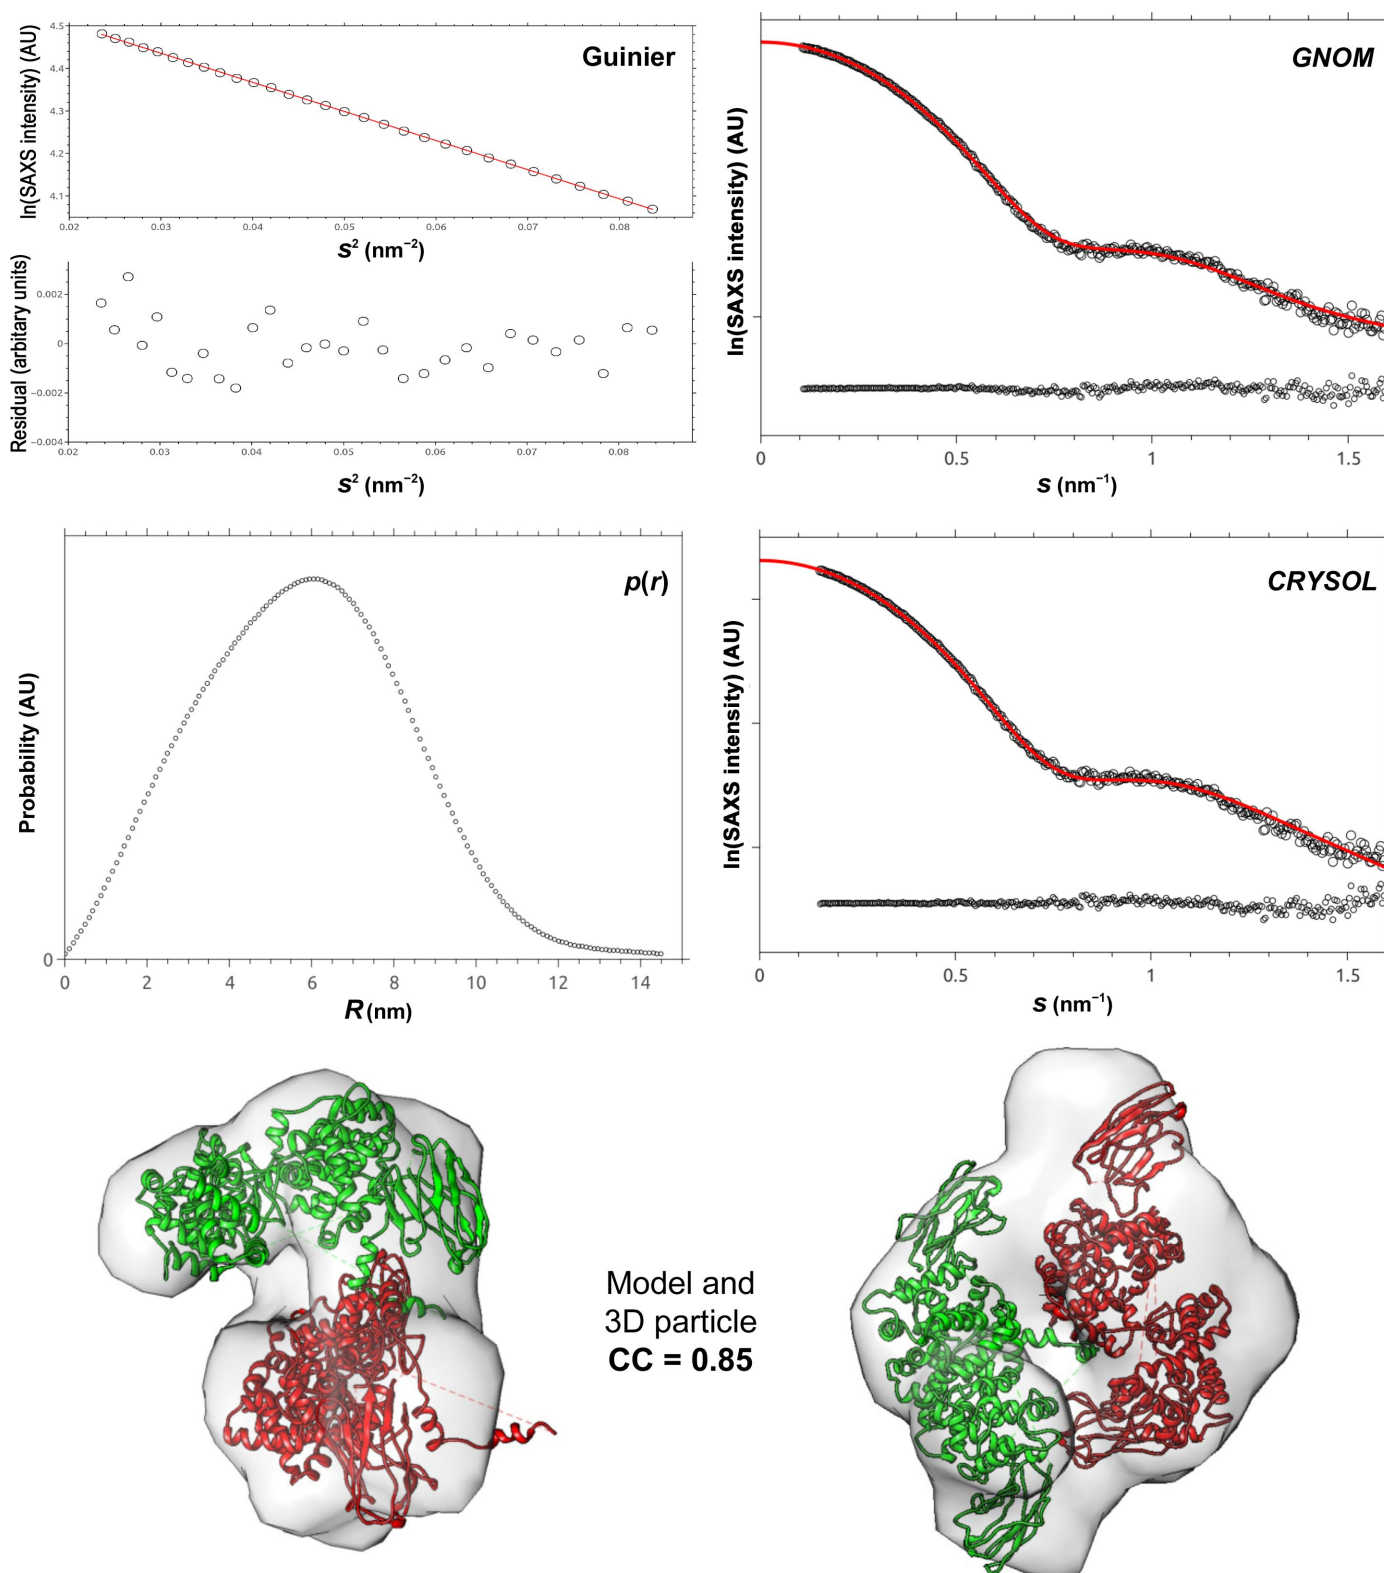 Guinier
ln(SAXS intensity) (AU)
4.5
4.4
4.3
4.2
4.1
0.02 0.03 0.04 0.05 0.06 0.07 0.08
s² (nm⁻²)
Residual (arbitary units)
0.002
0
−0.002
−0.004
0.02 0.03 0.04 0.05 0.06 0.07 0.08
s² (nm⁻²)
GNOM
ln(SAXS intensity) (AU)
0 0.5 1 1.5
s (nm⁻¹)
p(r)
Probability (AU)
0
0 2 4 6 8 10 12 14
R (nm)
CRYSOL
ln(SAXS intensity) (AU)
0 0.5 1 1.5
s (nm⁻¹)
Model and
3D particle
CC = 0.85